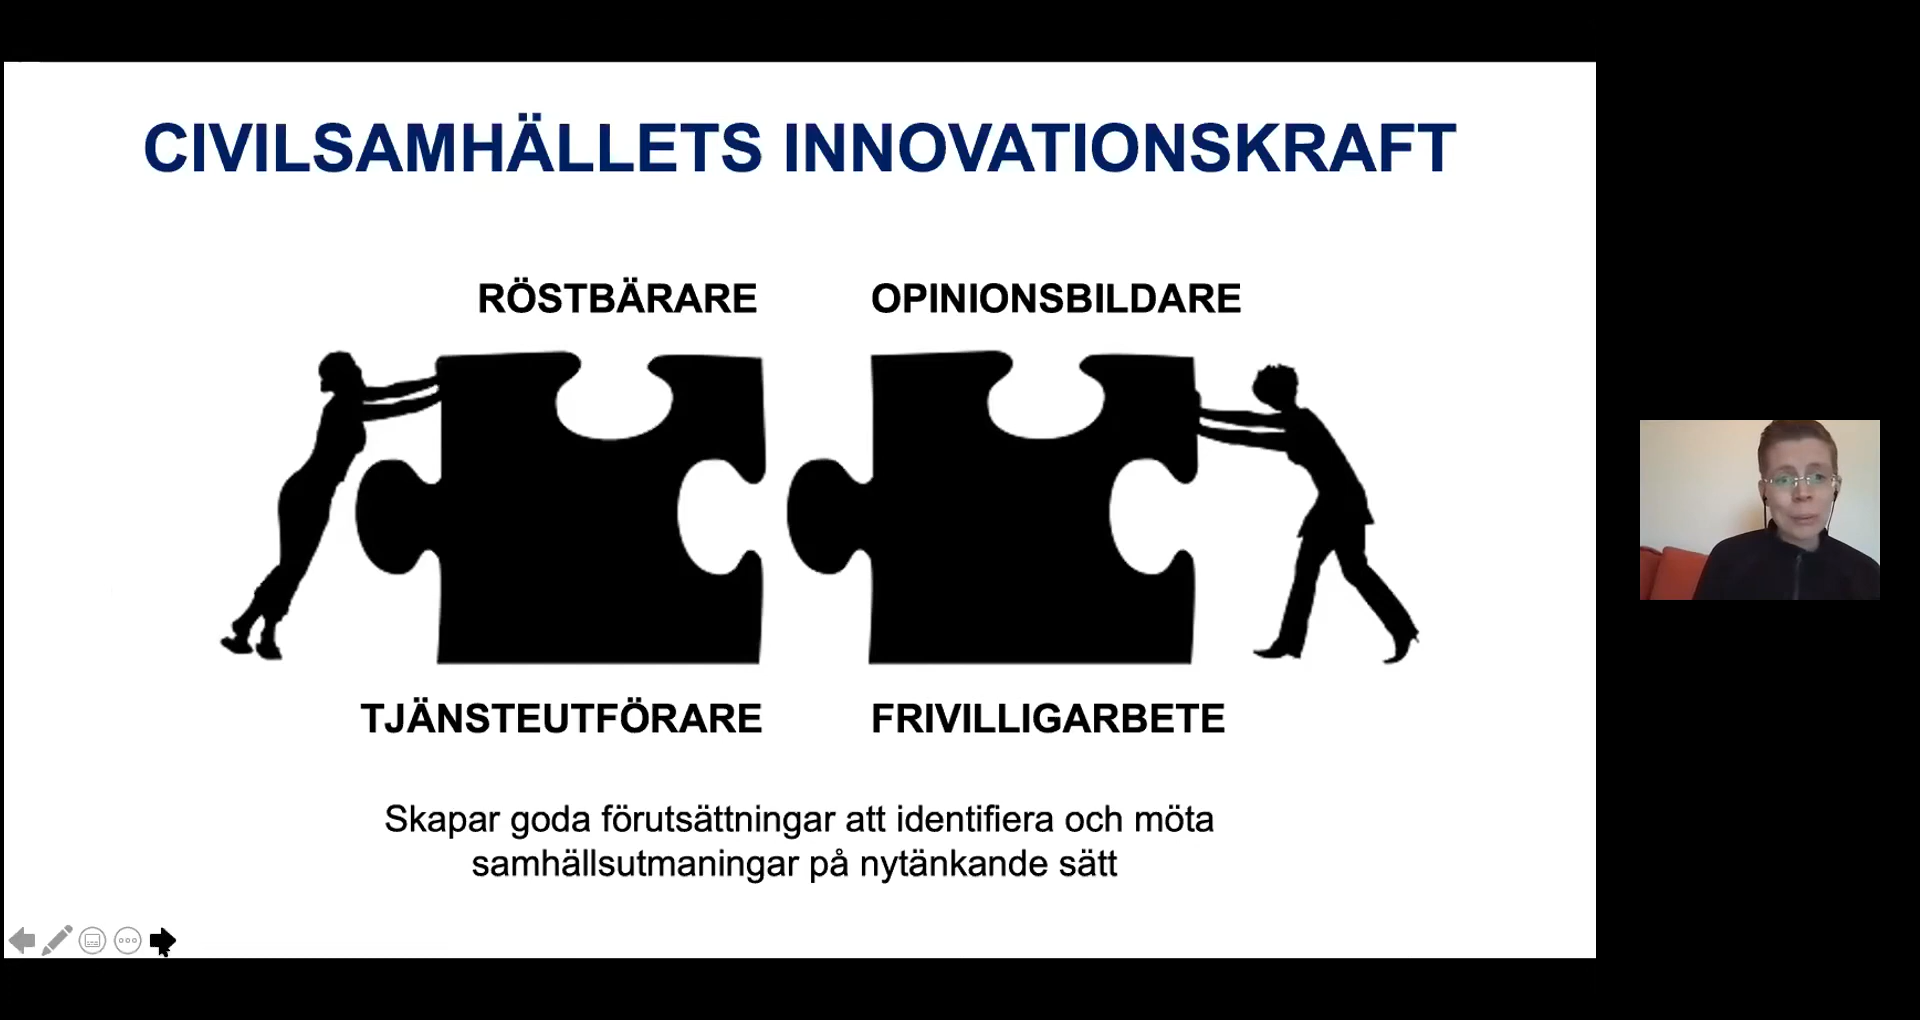 CIVILSAMHÄLLETS INNOVATIONSKRAFT
RÖSTBÄRARE
OPINIONSBILDARE
TJÄNSTEUTFÖRARE
FRIVILLIGARBETE
Skapar goda förutsättningar att identifiera och möta
samhällsutmaningar på nytänkande sätt